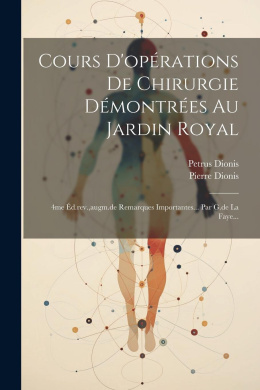 Cours D'opérations
De Chirurgie
Démontrées Au
Jardin Royal
Petrus Dionis
Pierre Dionis
4me Éd.rev.,augm.de Remarques Importantes... Par G.de La
Faye...